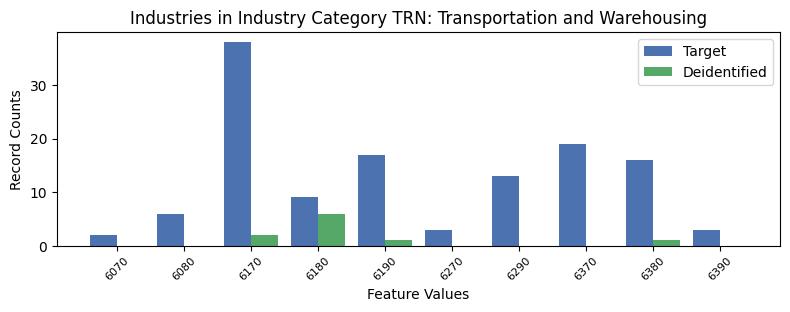 Industries in Industry Category TRN: Transportation and Warehousing
Target
Deidentified
Record Counts
30
20
10
0
6070 6080 6170 6180 6190 6270 6290 6370 6380 6390
Feature Values